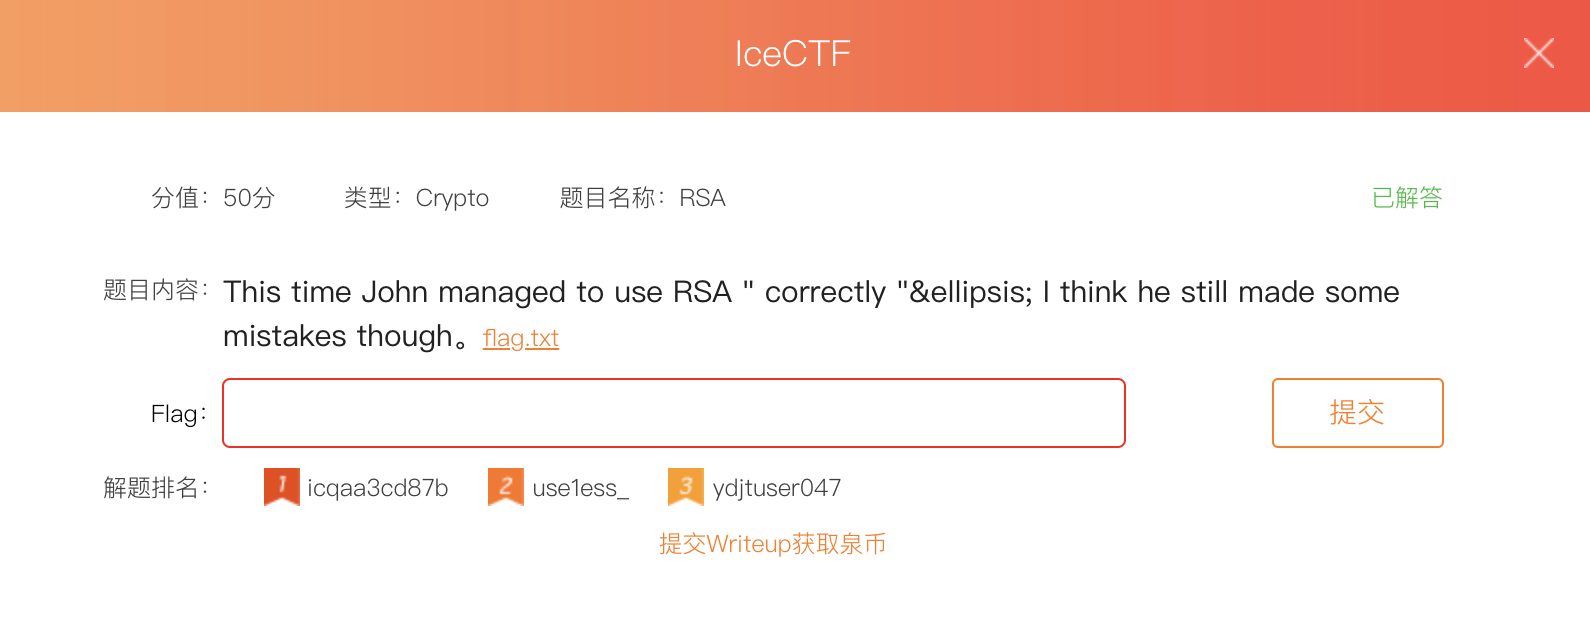 IceCTF
分值： 50分 类型： Crypto 题目名称： RSA 已解答
题目内容： This time John managed to use RSA " correctly "&ellipsis; I think he still made some
mistakes though。 flag.txt
Flag：
提交
解题排名： 1 icqaa3cd87b 2 use1ess_ 3 ydjtuser047
提交Writeup获取泉币